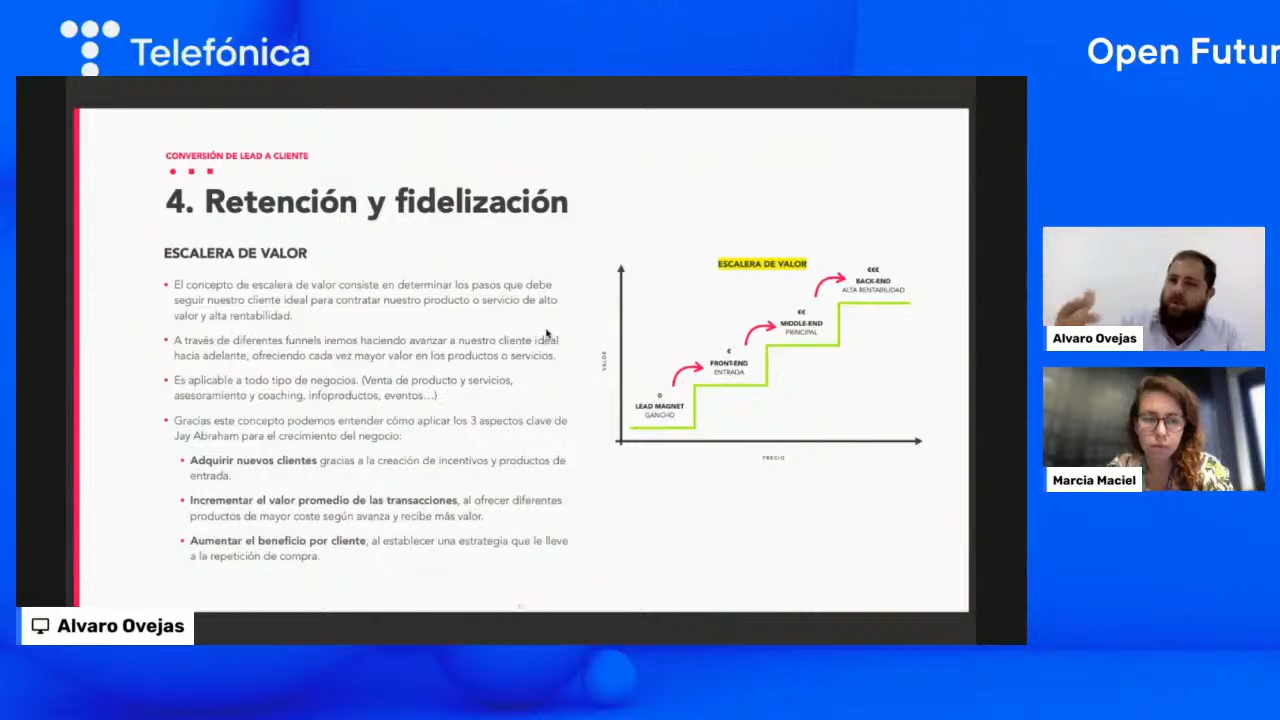 Telefónica
Open Futur
CONVERSIÓN DE LEAD A CLIENTE
4. Retención y fidelización
ESCALERA DE VALOR
• El concepto de escalera de valor consiste en determinar los pasos que debe
seguir nuestro cliente ideal para contratar nuestro producto o servicio de alto
valor y alta rentabilidad.
• A través de diferentes funnels iremos haciendo avanzar a nuestro cliente ideal
hacia adelante, ofreciendo cada vez mayor valor en los productos o servicios.
• Es aplicable a todo tipo de negocios. (Venta de producto y servicios,
asesoramiento y coaching, infoproductos, eventos…)
• Gracias este concepto podemos entender cómo aplicar los 3 aspectos clave de
Jay Abraham para el crecimiento del negocio:
• Adquirir nuevos clientes gracias a la creación de incentivos y productos de
entrada.
• Incrementar el valor promedio de las transacciones, al ofrecer diferentes
productos de mayor coste según avanza y recibe más valor.
• Aumentar el beneficio por cliente, al establecer una estrategia que le lleve
a la repetición de compra.
ESCALERA DE VALOR
€€€
BACK-END
ALTA RENTABILIDAD
€€
MIDDLE-END
PRINCIPAL
€
FRONT-END
ENTRADA
0
LEAD MAGNET
GANCHO
VALOR
PRECIO
Alvaro Ovejas
Marcia Maciel
Alvaro Ovejas